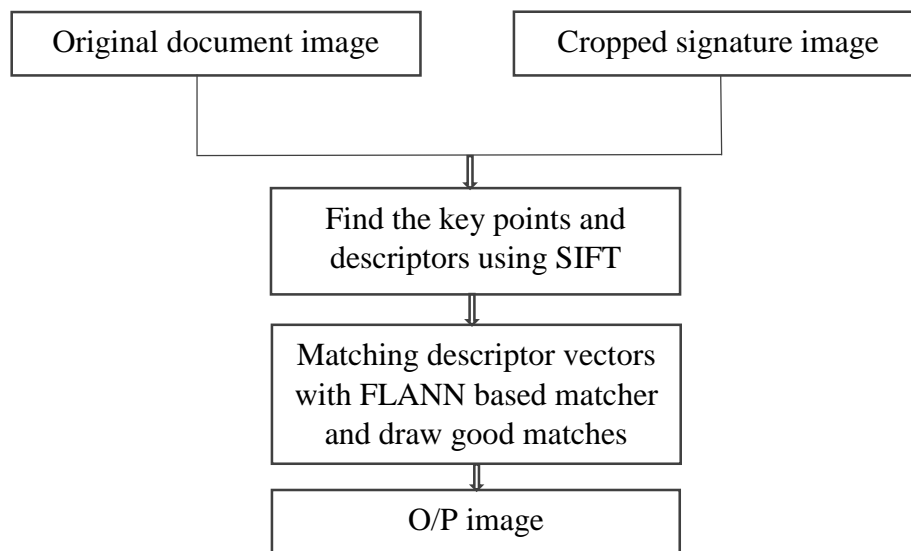 Original document image
Cropped signature image
Find the key points and
descriptors using SIFT
Matching descriptor vectors
with FLANN based matcher
and draw good matches
O/P image